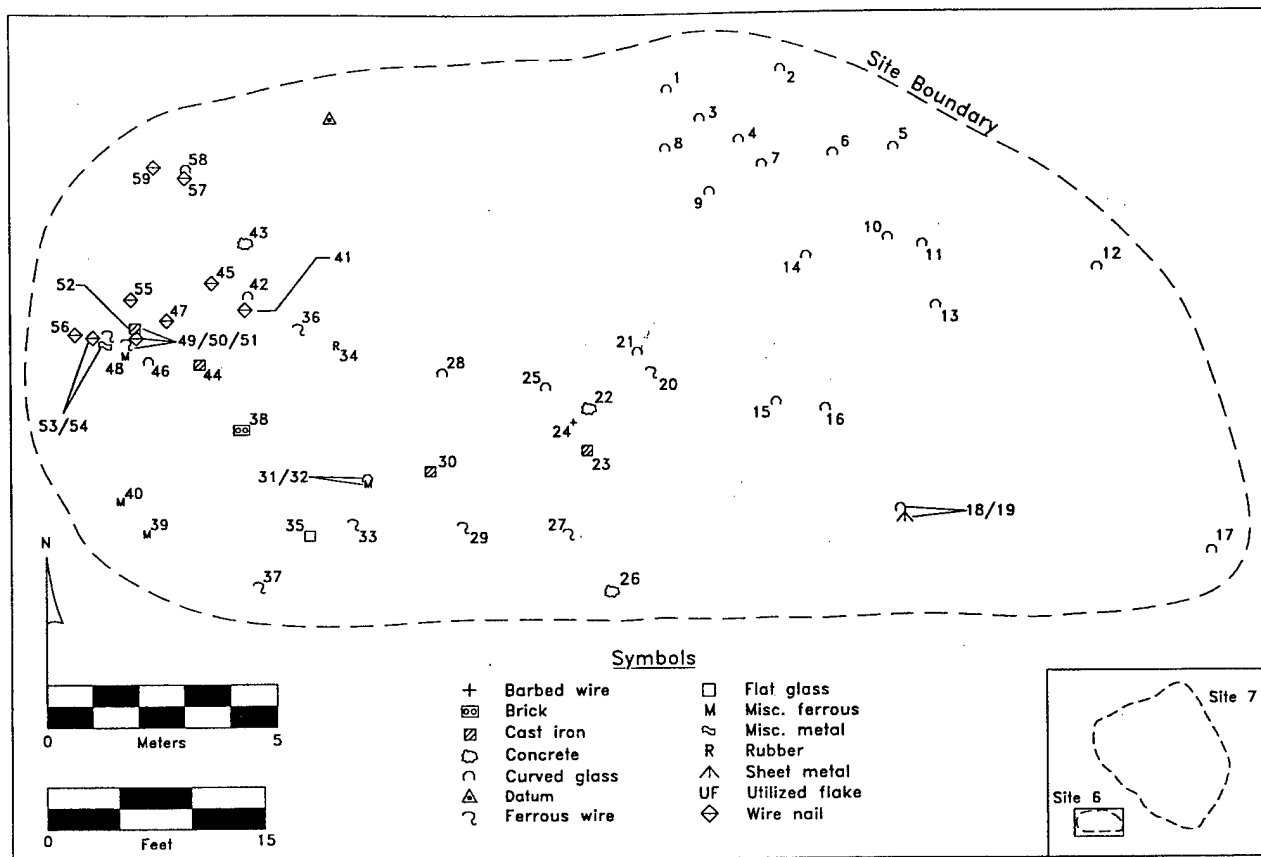 Site Boundary
1
2
3
4
5
6
7
8
9
10
11
12
13
14
15
16
17
18/19
20
21
22
23
24
25
26
27
28
29
30
31/32
33
34
R
35
36
37
38
39
M
40
M
41
42
43
44
45
46
47
48
M
49/50/51
52
53/54
55
56
57
58
59
M
N
0 5
Meters
0 15
Feet
Symbols
+ Barbed wire
Brick
Cast iron
Concrete
Curved glass
Datum
Ferrous wire
Flat glass
M Misc. ferrous
Misc. metal
R Rubber
Sheet metal
UF Utilized flake
Wire nail
Site 7
Site 6